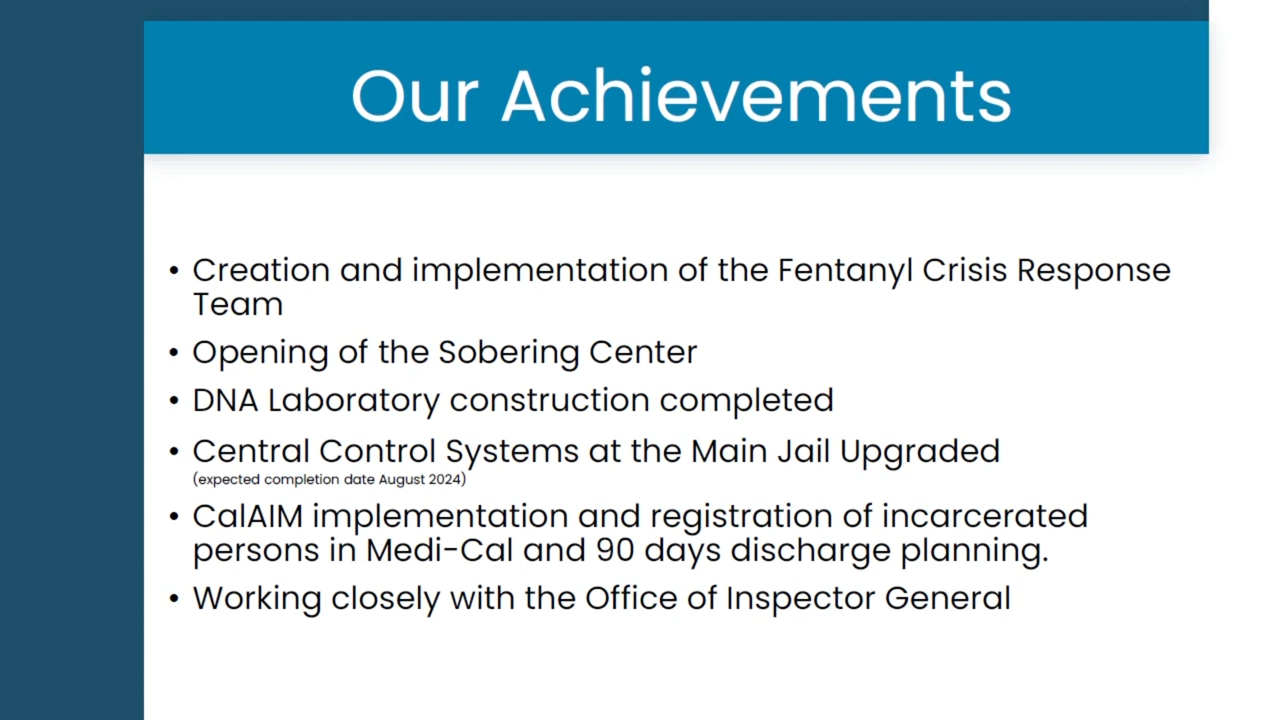 Our Achievements
• Creation and implementation of the Fentanyl Crisis Response
Team
• Opening of the Sobering Center
• DNA Laboratory construction completed
• Central Control Systems at the Main Jail Upgraded
(expected completion date August 2024)
• CalAIM implementation and registration of incarcerated
persons in Medi-Cal and 90 days discharge planning.
• Working closely with the Office of Inspector General